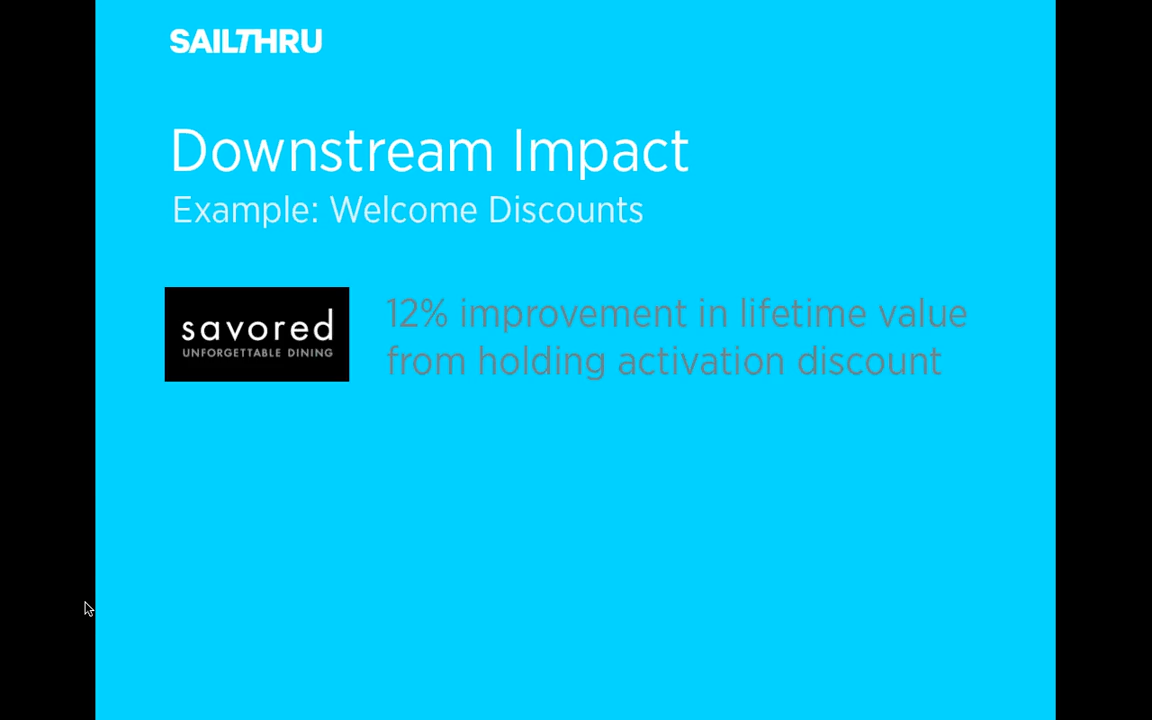 SAILTHRU
Downstream Impact
Example: Welcome Discounts
savored
UNFORGETTABLE DINING
12% improvement in lifetime value
from holding activation discount